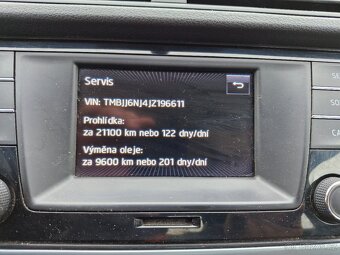 Servis
VIN: TMBJJ6NJ4JZ196611
Prohlídka:
za 21100 km nebo 122 dny/dní
Výměna oleje:
za 9600 km nebo 201 dny/dní